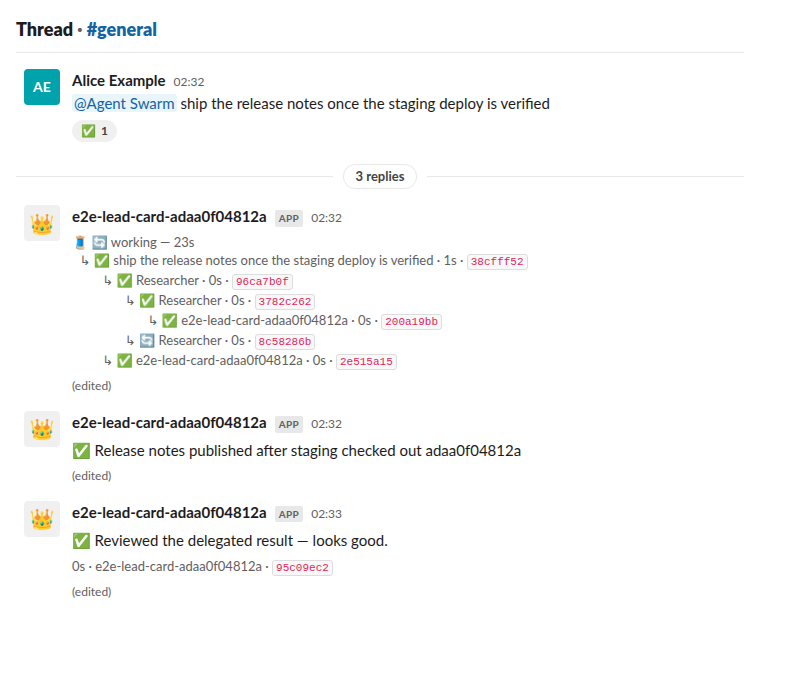 Thread • #general
AE
Alice Example 02:32
@Agent Swarm ship the release notes once the staging deploy is verified
✅ 1
3 replies
e2e-lead-card-adaa0f04812a APP 02:32
🧵 🔄 working — 23s
↳ ✅ ship the release notes once the staging deploy is verified · 1s · 38cfff52
↳ ✅ Researcher · 0s · 96ca7b0f
↳ ✅ Researcher · 0s · 3782c262
↳ ✅ e2e-lead-card-adaa0f04812a · 0s · 200a19bb
↳ 🔄 Researcher · 0s · 8c58286b
↳ ✅ e2e-lead-card-adaa0f04812a · 0s · 2e515a15
(edited)
e2e-lead-card-adaa0f04812a APP 02:32
✅ Release notes published after staging checked out adaa0f04812a
(edited)
e2e-lead-card-adaa0f04812a APP 02:33
✅ Reviewed the delegated result — looks good.
0s · e2e-lead-card-adaa0f04812a · 95c09ec2
(edited)